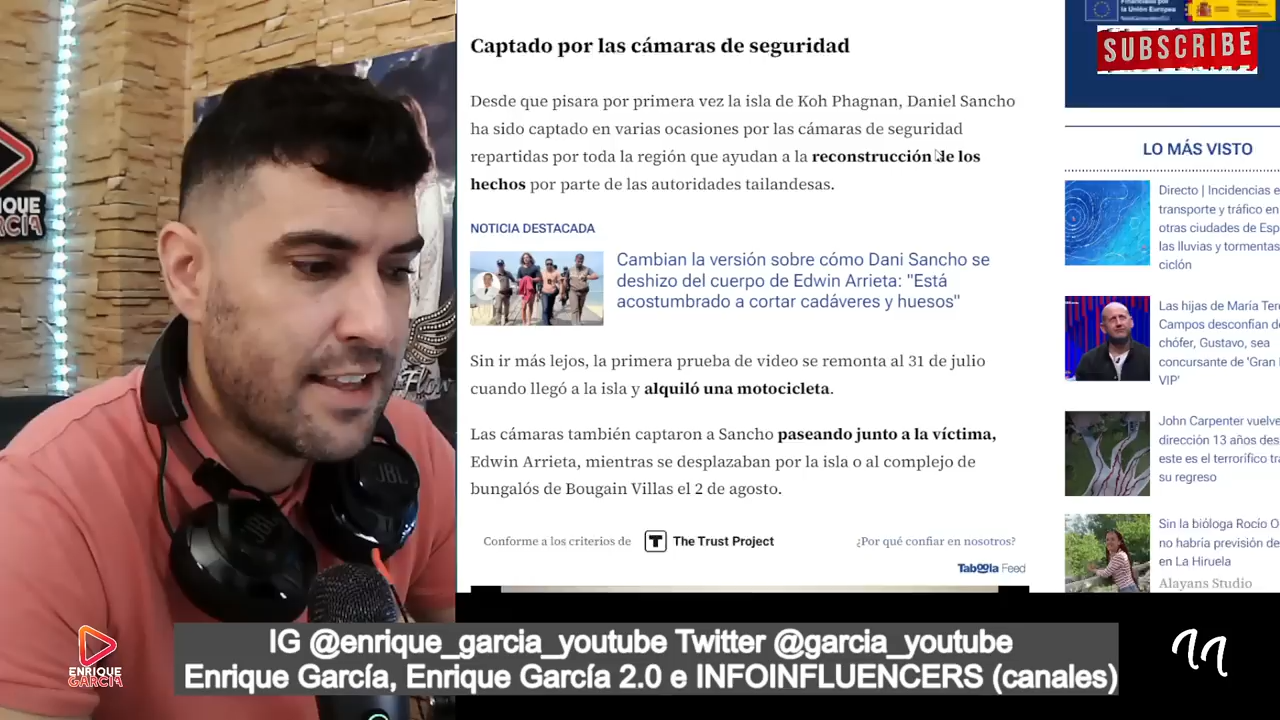 Captado por las cámaras de seguridad
Desde que pisara por primera vez la isla de Koh Phagnan, Daniel Sancho
ha sido captado en varias ocasiones por las cámaras de seguridad
repartidas por toda la región que ayudan a la reconstrucción de los
hechos por parte de las autoridades tailandesas.
NOTICIA DESTACADA
Cambian la versión sobre cómo Dani Sancho se
deshizo del cuerpo de Edwin Arrieta: "Está
acostumbrado a cortar cadáveres y huesos"
Sin ir más lejos, la primera prueba de video se remonta al 31 de julio
cuando llegó a la isla y alquiló una motocicleta.
Las cámaras también captaron a Sancho paseando junto a la víctima,
Edwin Arrieta, mientras se desplazaban por la isla o al complejo de
bungalós de Bougain Villas el 2 de agosto.
Conforme a los criterios de
T The Trust Project
¿Por qué confiar en nosotros?
Taboola Feed
por la Unión Europea
SUBSCRIBE
LO MÁS VISTO
Directo | Incidencias e
transporte y tráfico en
otras ciudades de Esp
las lluvias y tormentas
ciclón
Las hijas de María Ter
Campos desconfían d
chófer, Gustavo, sea
concursante de 'Gran
VIP'
John Carpenter vuelve
dirección 13 años des
este es el terrorífico tr
su regreso
Sin la bióloga Rocío O
no habría previsión de
en La Hiruela
Alayans Studio
IQUE
GARCÍA
JBL
JBL
Flor
ENRIQUE
GARCÍA
IG @enrique_garcia_youtube Twitter @garcia_youtube
Enrique García, Enrique García 2.0 e INFOINFLUENCERS (canales)